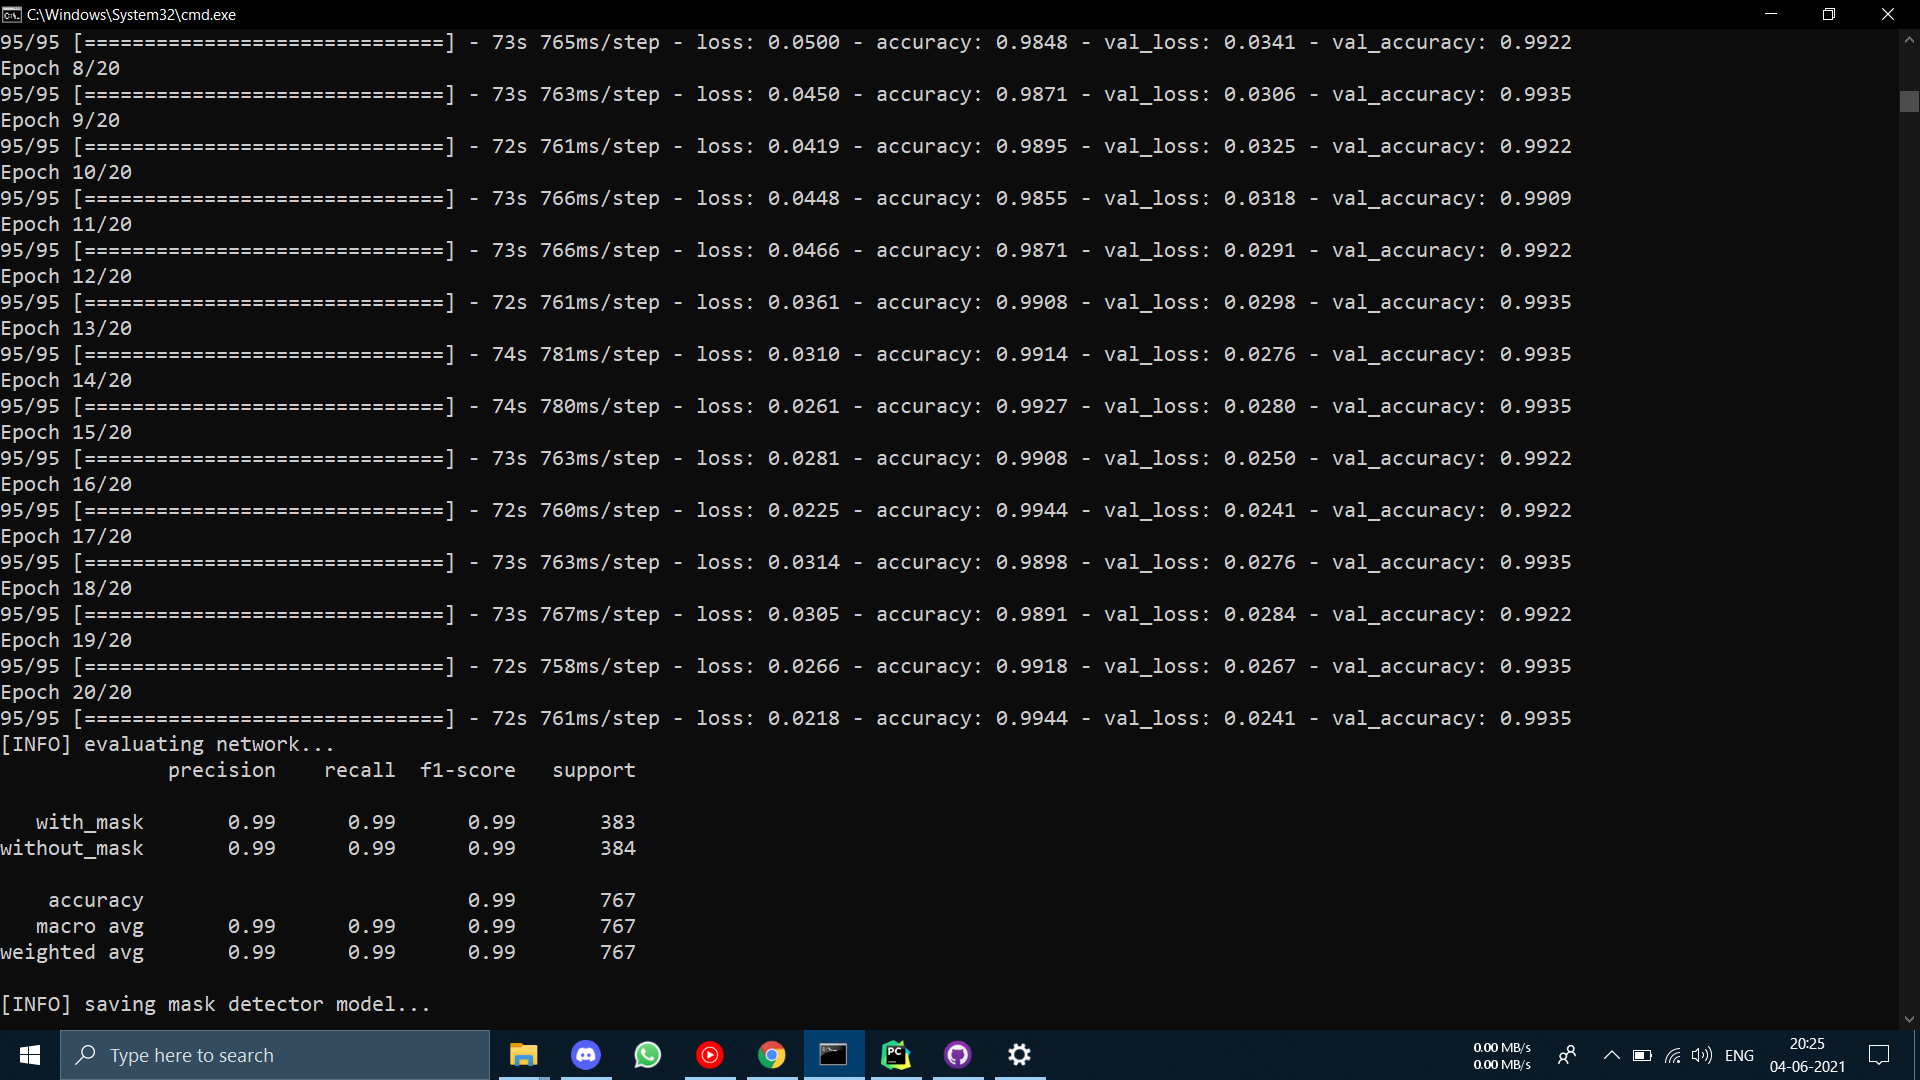 C:\Windows\System32\cmd.exe
95/95 [==============================] - 73s 765ms/step - loss: 0.0500 - accuracy: 0.9848 - val_loss: 0.0341 - val_accuracy: 0.9922
Epoch 8/20
95/95 [==============================] - 73s 763ms/step - loss: 0.0450 - accuracy: 0.9871 - val_loss: 0.0306 - val_accuracy: 0.9935
Epoch 9/20
95/95 [==============================] - 72s 761ms/step - loss: 0.0419 - accuracy: 0.9895 - val_loss: 0.0325 - val_accuracy: 0.9922
Epoch 10/20
95/95 [==============================] - 73s 766ms/step - loss: 0.0448 - accuracy: 0.9855 - val_loss: 0.0318 - val_accuracy: 0.9909
Epoch 11/20
95/95 [==============================] - 73s 766ms/step - loss: 0.0466 - accuracy: 0.9871 - val_loss: 0.0291 - val_accuracy: 0.9922
Epoch 12/20
95/95 [==============================] - 72s 761ms/step - loss: 0.0361 - accuracy: 0.9908 - val_loss: 0.0298 - val_accuracy: 0.9935
Epoch 13/20
95/95 [==============================] - 74s 781ms/step - loss: 0.0310 - accuracy: 0.9914 - val_loss: 0.0276 - val_accuracy: 0.9935
Epoch 14/20
95/95 [==============================] - 74s 780ms/step - loss: 0.0261 - accuracy: 0.9927 - val_loss: 0.0280 - val_accuracy: 0.9935
Epoch 15/20
95/95 [==============================] - 73s 763ms/step - loss: 0.0281 - accuracy: 0.9908 - val_loss: 0.0250 - val_accuracy: 0.9922
Epoch 16/20
95/95 [==============================] - 72s 760ms/step - loss: 0.0225 - accuracy: 0.9944 - val_loss: 0.0241 - val_accuracy: 0.9922
Epoch 17/20
95/95 [==============================] - 73s 763ms/step - loss: 0.0314 - accuracy: 0.9898 - val_loss: 0.0276 - val_accuracy: 0.9935
Epoch 18/20
95/95 [==============================] - 73s 767ms/step - loss: 0.0305 - accuracy: 0.9891 - val_loss: 0.0284 - val_accuracy: 0.9922
Epoch 19/20
95/95 [==============================] - 72s 758ms/step - loss: 0.0266 - accuracy: 0.9918 - val_loss: 0.0267 - val_accuracy: 0.9935
Epoch 20/20
95/95 [==============================] - 72s 761ms/step - loss: 0.0218 - accuracy: 0.9944 - val_loss: 0.0241 - val_accuracy: 0.9935
[INFO] evaluating network...
precision recall f1-score support
with_mask 0.99 0.99 0.99 383
without_mask 0.99 0.99 0.99 384
accuracy 0.99 767
macro avg 0.99 0.99 0.99 767
weighted avg 0.99 0.99 0.99 767
[INFO] saving mask detector model...
Type here to search
PC
0.00 MB/s
0.00 MB/s
ENG
20:25
04-06-2021